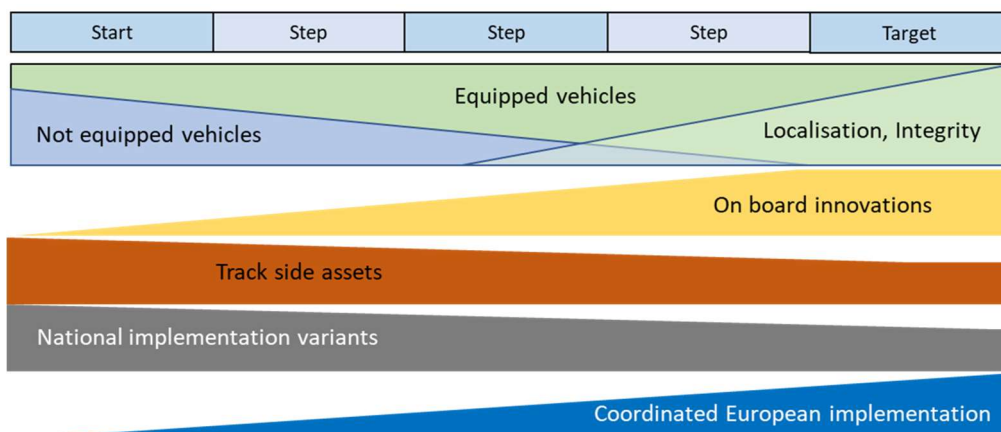 Start
Step
Step
Step
Target
Equipped vehicles
Not equipped vehicles
Localisation, Integrity
On board innovations
Track side assets
National implementation variants
Coordinated European implementation